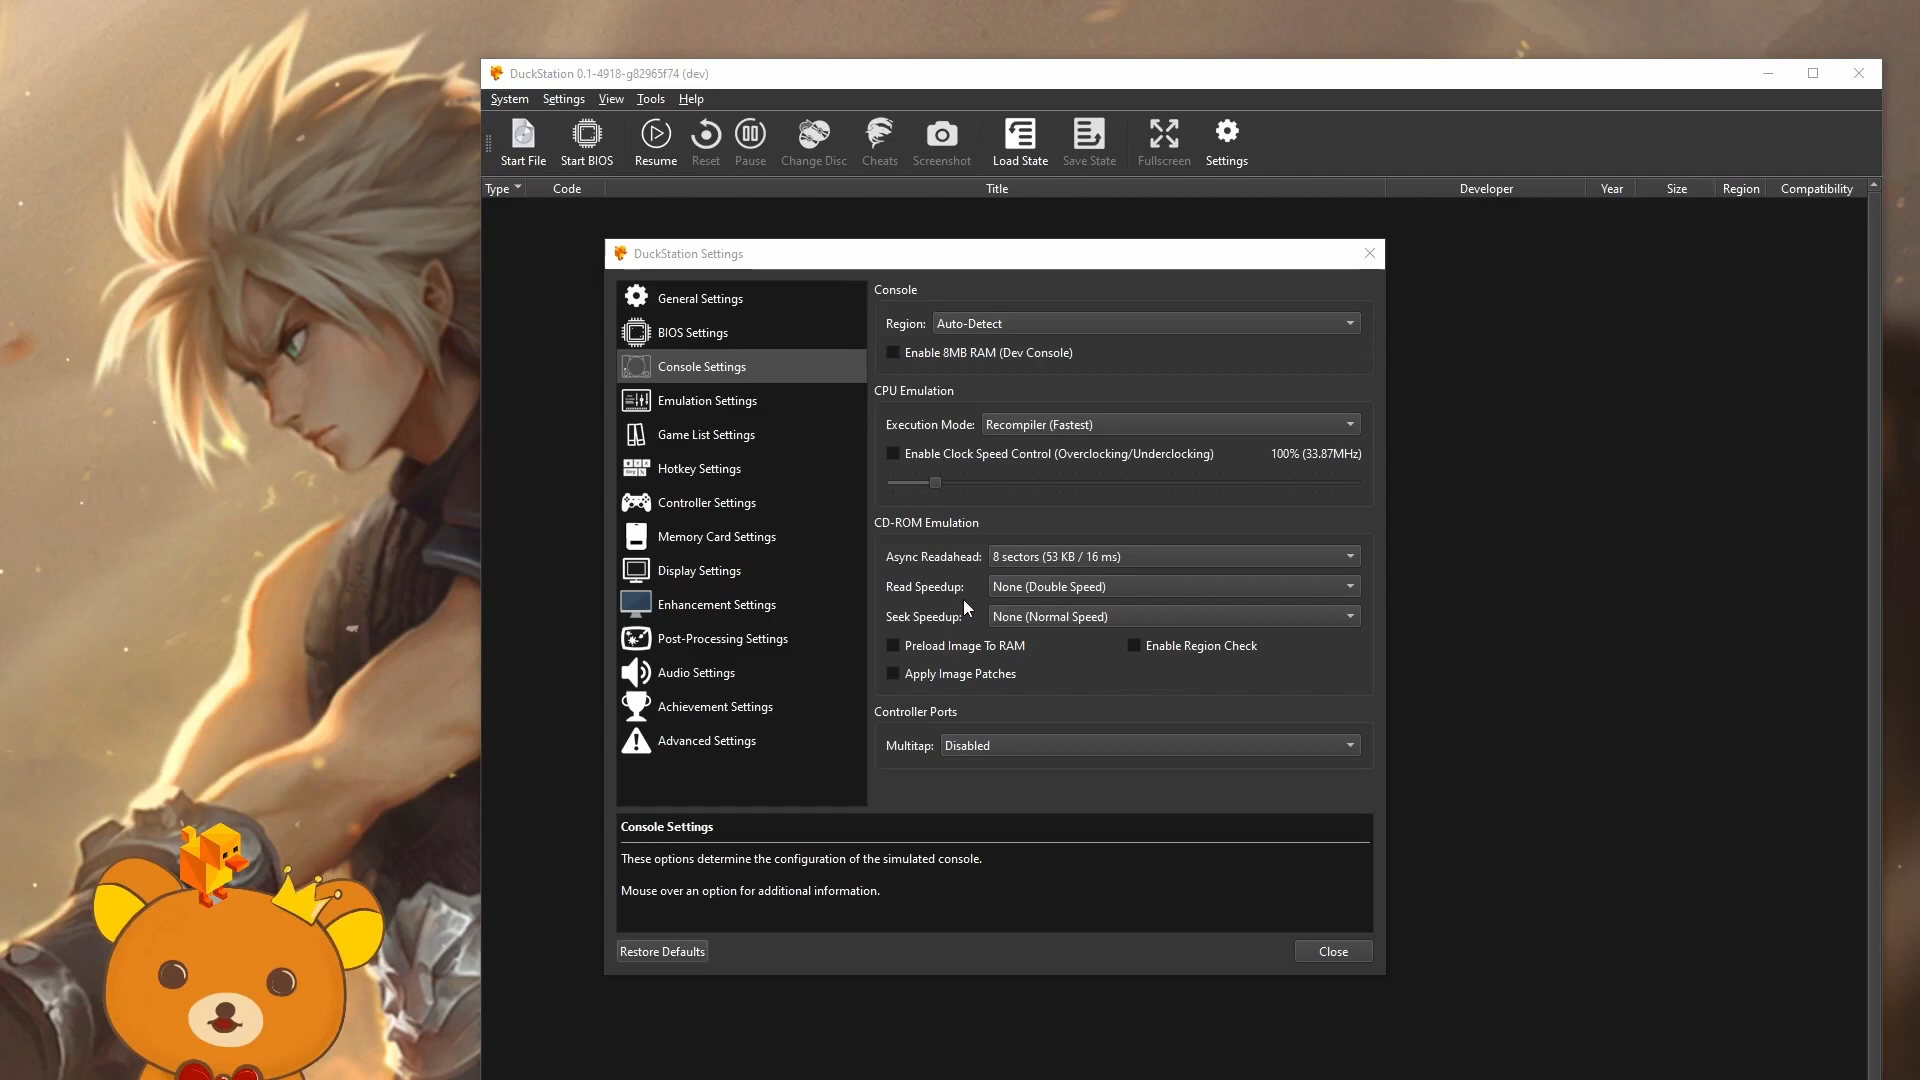 DuckStation 0.1-4918-g82965f74 (dev)
System Settings View Tools Help
Start File Start BIOS Resume Reset Pause Change Disc Cheats Screenshot Load State Save State Fullscreen Settings
Type Code Title Developer Year Size Region Compatibility
DuckStation Settings
General Settings
BIOS Settings
Console Settings
Emulation Settings
Game List Settings
Hotkey Settings
Controller Settings
Memory Card Settings
Display Settings
Enhancement Settings
Post-Processing Settings
Audio Settings
Achievement Settings
Advanced Settings
Console
Region: Auto-Detect
Enable 8MB RAM (Dev Console)
CPU Emulation
Execution Mode: Recompiler (Fastest)
Enable Clock Speed Control (Overclocking/Underclocking) 100% (33.87MHz)
CD-ROM Emulation
Async Readahead: 8 sectors (53 KB / 16 ms)
Read Speedup: None (Double Speed)
Seek Speedup: None (Normal Speed)
Preload Image To RAM Enable Region Check
Apply Image Patches
Controller Ports
Multitap: Disabled
Console Settings
These options determine the configuration of the simulated console.
Mouse over an option for additional information.
Restore Defaults Close